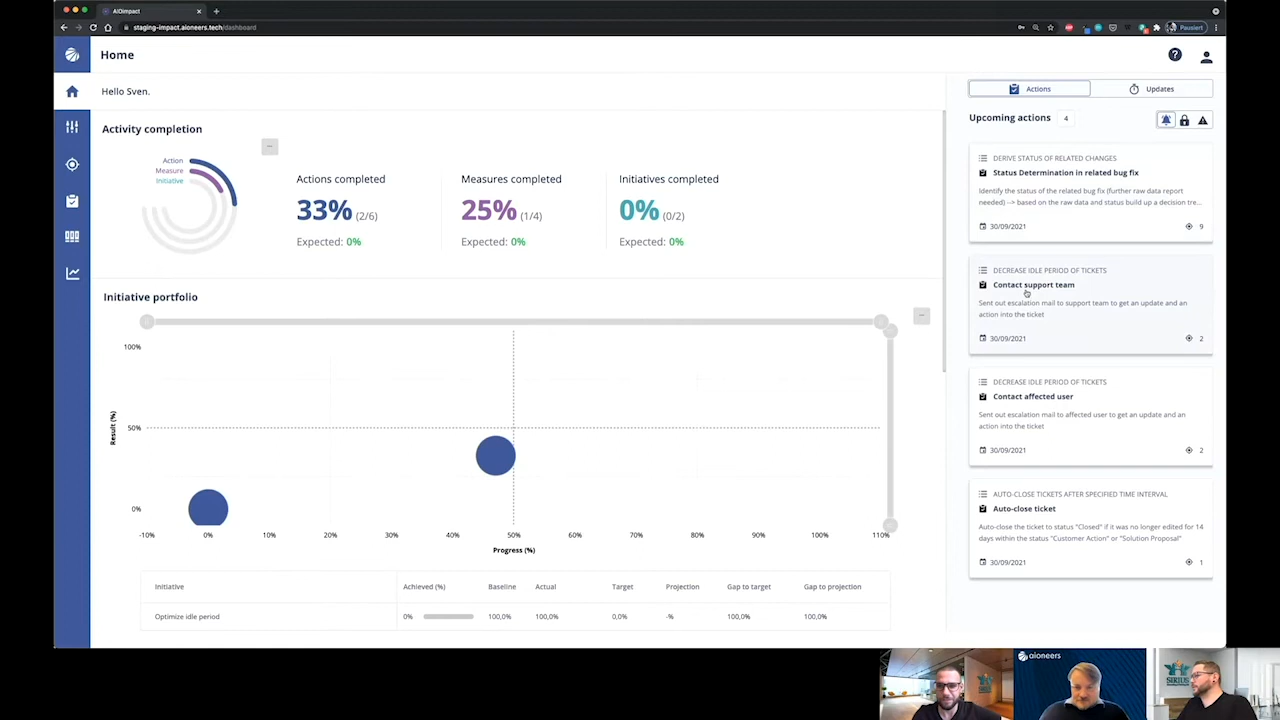 AIOimpact
staging-impact.aioneers.tech/dashboard
Pausiert
Home
Hello Sven.
Activity completion
Action
Measure
Initiative
Actions completed
33% (2/6)
Expected: 0%
Measures completed
25% (1/4)
Expected: 0%
Initiatives completed
0% (0/2)
Expected: 0%
Initiative portfolio
100%
50%
0%
Result (%)
-10% 0% 10% 20% 30% 40% 50% 60% 70% 80% 90% 100% 110%
Progress (%)
Initiative Achieved (%) Baseline Actual Target Projection Gap to target Gap to projection
Optimize idle period 0% 100,0% 100,0% 0,0% -% 100,0% 100,0%
Actions Updates
Upcoming actions 4
DERIVE STATUS OF RELATED CHANGES
Status Determination in related bug fix
Identify the status of the related bug fix (further raw data report
needed) --> based on the raw data and status build up a decision tre...
30/09/2021 9
DECREASE IDLE PERIOD OF TICKETS
Contact support team
Sent out escalation mail to support team to get an update and an
action into the ticket
30/09/2021 2
DECREASE IDLE PERIOD OF TICKETS
Contact affected user
Sent out escalation mail to affected user to get an update and an
action into the ticket
30/09/2021 2
AUTO-CLOSE TICKETS AFTER SPECIFIED TIME INTERVAL
Auto-close ticket
Auto-close the ticket to status "Closed" if it was no longer edited for 14
days within the status "Customer Action" or "Solution Proposal"
30/09/2021 1
aioneers
SIRIUS